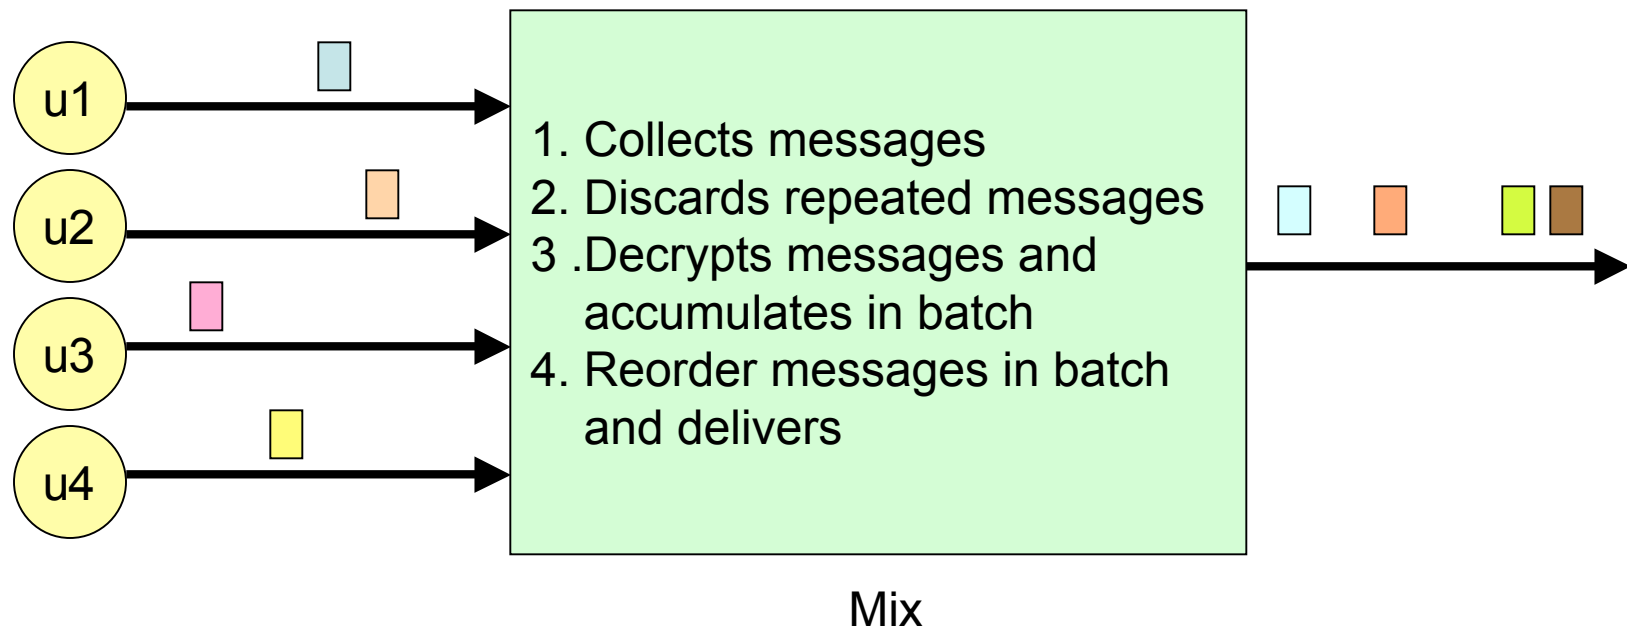 u1
u2
u3
u4
1. Collects messages
2. Discards repeated messages
3 .Decrypts messages and
accumulates in batch
4. Reorder messages in batch
and delivers
Mix